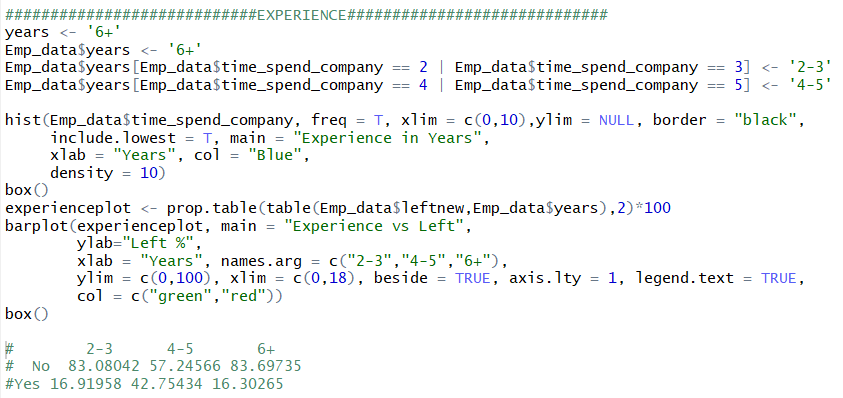 ############################EXPERIENCE#############################
years <- '6+'
Emp_data$years <- '6+'
Emp_data$years[Emp_data$time_spend_company == 2 | Emp_data$time_spend_company == 3] <- '2-3'
Emp_data$years[Emp_data$time_spend_company == 4 | Emp_data$time_spend_company == 5] <- '4-5'
hist(Emp_data$time_spend_company, freq = T, xlim = c(0,10),ylim = NULL, border = "black",
     include.lowest = T, main = "Experience in Years",
     xlab = "Years", col = "Blue",
     density = 10)
box()
experienceplot <- prop.table(table(Emp_data$leftnew,Emp_data$years),2)*100
barplot(experienceplot, main = "Experience vs Left",
        ylab="Left %",
        xlab = "Years", names.arg = c("2-3","4-5","6+"),
        ylim = c(0,100), xlim = c(0,18), beside = TRUE, axis.lty = 1, legend.text = TRUE,
        col = c("green","red"))
box()
#        2-3      4-5       6+
#  No  83.08042 57.24566 83.69735
#Yes 16.91958 42.75434 16.30265